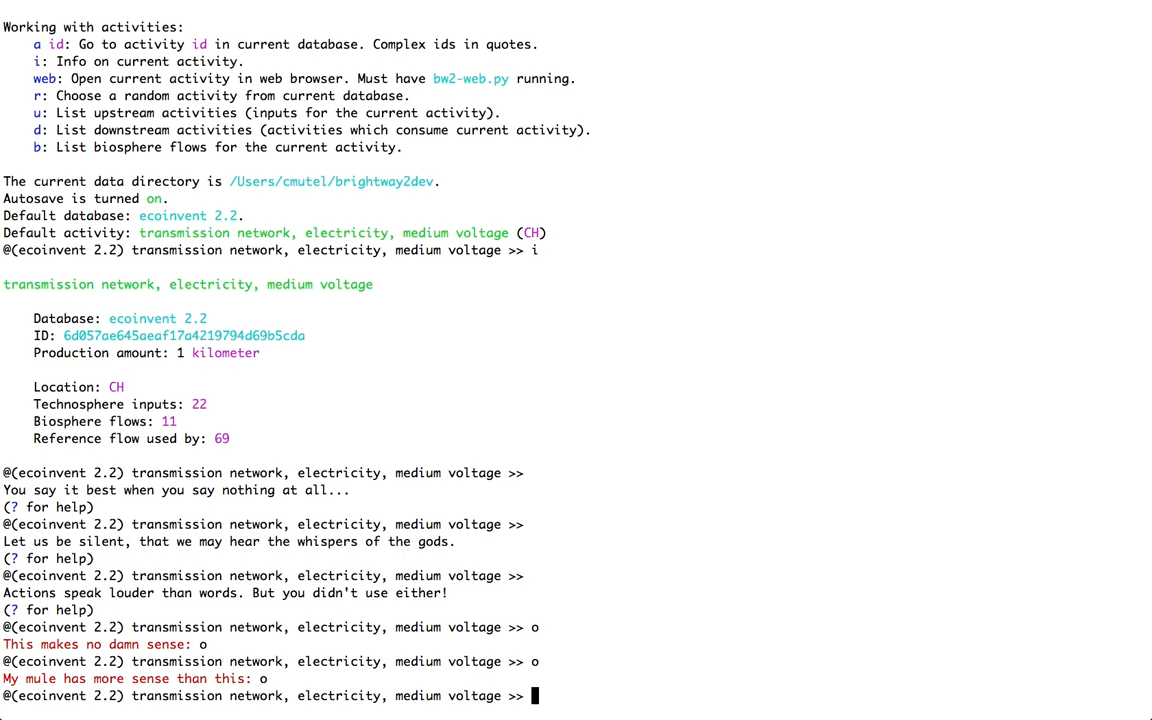 Working with activities:
a id: Go to activity id in current database. Complex ids in quotes.
i: Info on current activity.
web: Open current activity in web browser. Must have bw2-web.py running.
r: Choose a random activity from current database.
u: List upstream activities (inputs for the current activity).
d: List downstream activities (activities which consume current activity).
b: List biosphere flows for the current activity.
The current data directory is /Users/cmutel/brightway2dev.
Autosave is turned on.
Default database: ecoinvent 2.2.
Default activity: transmission network, electricity, medium voltage (CH)
@(ecoinvent 2.2) transmission network, electricity, medium voltage >> i
transmission network, electricity, medium voltage
Database: ecoinvent 2.2
ID: 6d057ae645aeaf17a4219794d69b5cda
Production amount: 1 kilometer
Location: CH
Technosphere inputs: 22
Biosphere flows: 11
Reference flow used by: 69
@(ecoinvent 2.2) transmission network, electricity, medium voltage >>
You say it best when you say nothing at all...
(? for help)
@(ecoinvent 2.2) transmission network, electricity, medium voltage >>
Let us be silent, that we may hear the whispers of the gods.
(? for help)
@(ecoinvent 2.2) transmission network, electricity, medium voltage >>
Actions speak louder than words. But you didn't use either!
(? for help)
@(ecoinvent 2.2) transmission network, electricity, medium voltage >> o
This makes no damn sense: o
@(ecoinvent 2.2) transmission network, electricity, medium voltage >> o
My mule has more sense than this: o
@(ecoinvent 2.2) transmission network, electricity, medium voltage >>